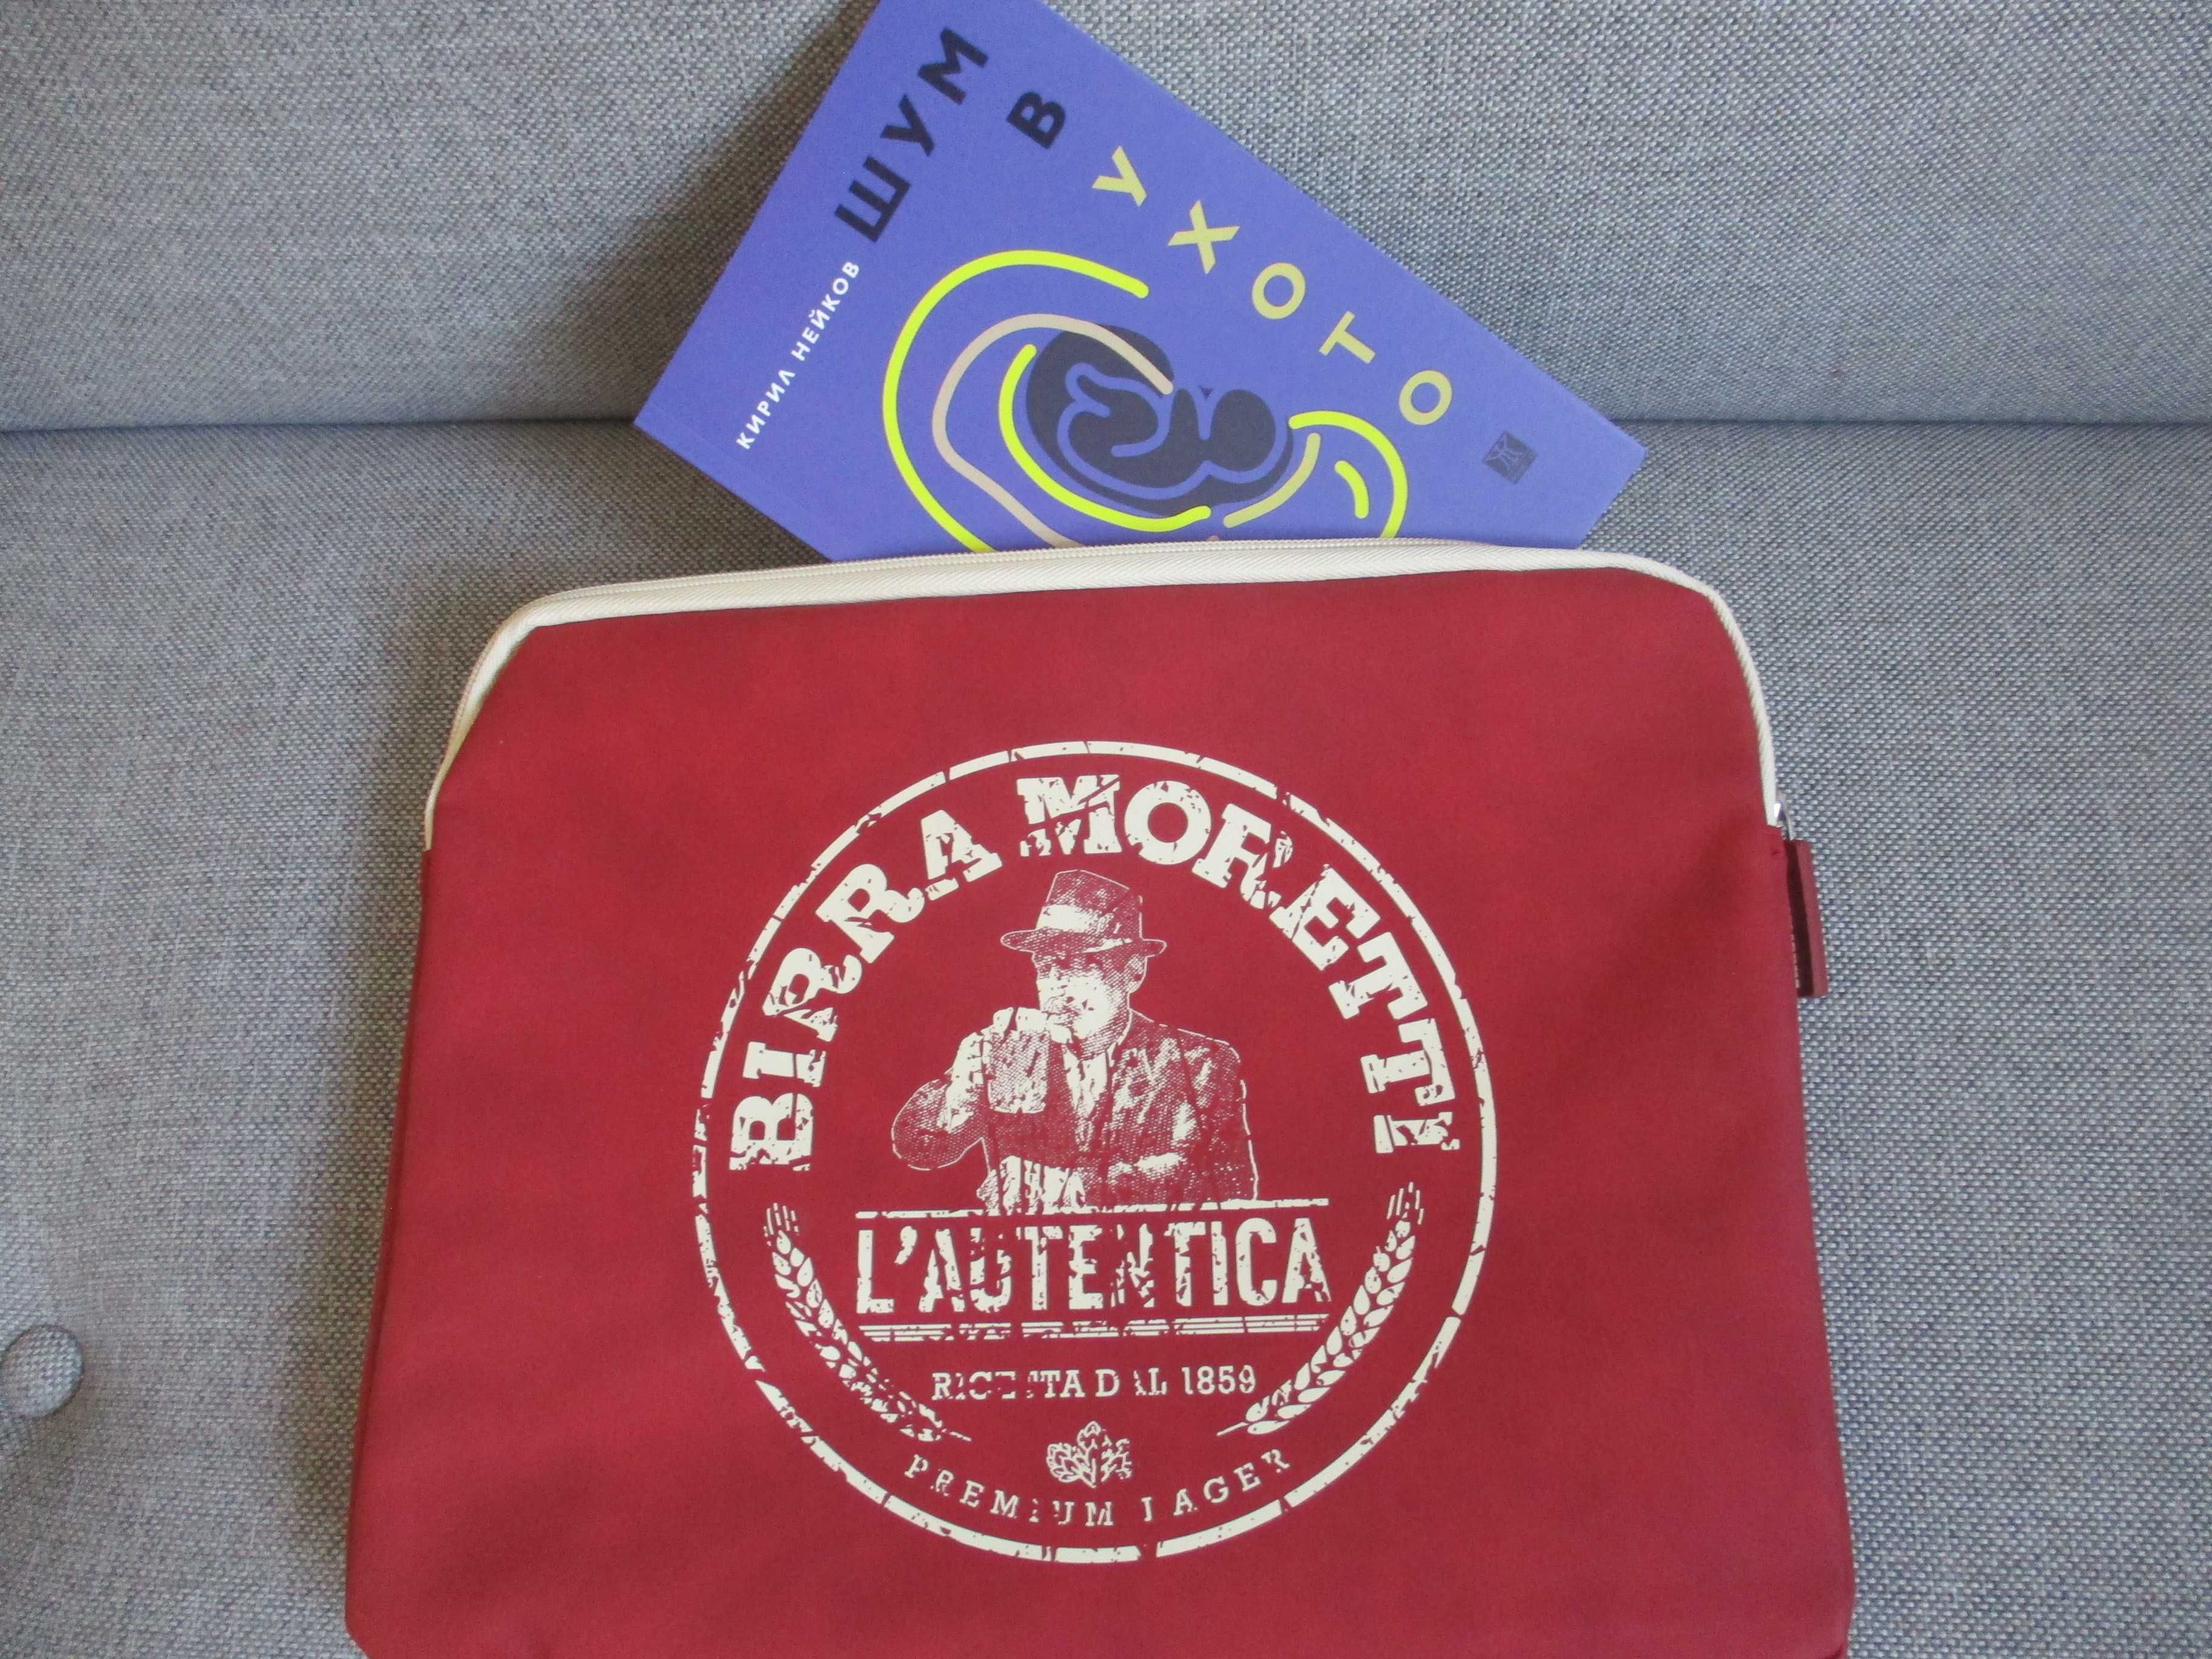 КИРИЛ НЕЙКОВ
ШУМ
В
УХОТО
BIRRA MORETTI
L'AUTENTICA
RICETTA DAL 1859
PREMIUM LAGER